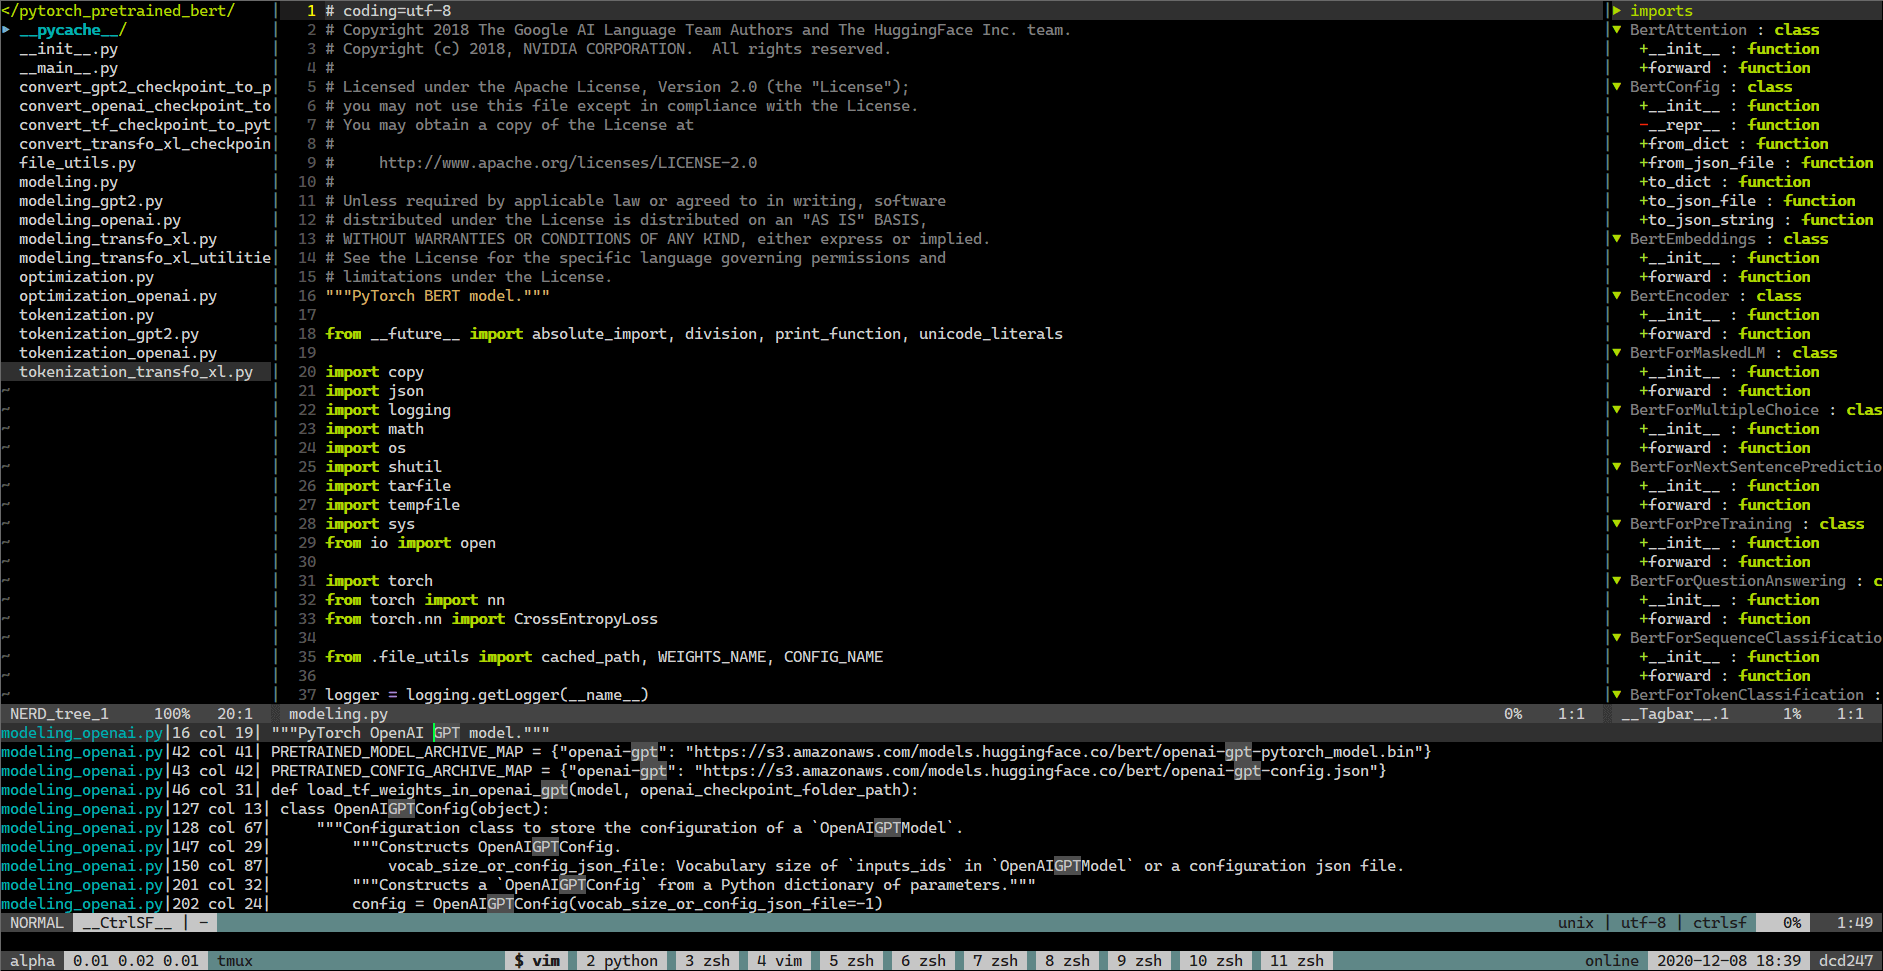 </pytorch_pretrained_bert/
▸ __pycache__/
__init__.py
__main__.py
convert_gpt2_checkpoint_to_p
convert_openai_checkpoint_to
convert_tf_checkpoint_to_pyt
convert_transfo_xl_checkpoin
file_utils.py
modeling.py
modeling_gpt2.py
modeling_openai.py
modeling_transfo_xl.py
modeling_transfo_xl_utilitie
optimization.py
optimization_openai.py
tokenization.py
tokenization_gpt2.py
tokenization_openai.py
tokenization_transfo_xl.py
NERD_tree_1 100% 20:1
1 # coding=utf-8
2 # Copyright 2018 The Google AI Language Team Authors and The HuggingFace Inc. team.
3 # Copyright (c) 2018, NVIDIA CORPORATION.  All rights reserved.
4 #
5 # Licensed under the Apache License, Version 2.0 (the "License");
6 # you may not use this file except in compliance with the License.
7 # You may obtain a copy of the License at
8 #
9 #     http://www.apache.org/licenses/LICENSE-2.0
10 #
11 # Unless required by applicable law or agreed to in writing, software
12 # distributed under the License is distributed on an "AS IS" BASIS,
13 # WITHOUT WARRANTIES OR CONDITIONS OF ANY KIND, either express or implied.
14 # See the License for the specific language governing permissions and
15 # limitations under the License.
16 """PyTorch BERT model."""
17
18 from __future__ import absolute_import, division, print_function, unicode_literals
19
20 import copy
21 import json
22 import logging
23 import math
24 import os
25 import shutil
26 import tarfile
27 import tempfile
28 import sys
29 from io import open
30
31 import torch
32 from torch import nn
33 from torch.nn import CrossEntropyLoss
34
35 from .file_utils import cached_path, WEIGHTS_NAME, CONFIG_NAME
36
37 logger = logging.getLogger(__name__)
modeling.py 0% 1:1
▸ imports
▼ BertAttention : class
+__init__ : function
+forward : function
▼ BertConfig : class
+__init__ : function
-__repr__ : function
+from_dict : function
+from_json_file : function
+to_dict : function
+to_json_file : function
+to_json_string : function
▼ BertEmbeddings : class
+__init__ : function
+forward : function
▼ BertEncoder : class
+__init__ : function
+forward : function
▼ BertForMaskedLM : class
+__init__ : function
+forward : function
▼ BertForMultipleChoice : clas
+__init__ : function
+forward : function
▼ BertForNextSentencePredictio
+__init__ : function
+forward : function
▼ BertForPreTraining : class
+__init__ : function
+forward : function
▼ BertForQuestionAnswering : c
+__init__ : function
+forward : function
▼ BertForSequenceClassificatio
+__init__ : function
+forward : function
▼ BertForTokenClassification :
__Tagbar__.1 1% 1:1
modeling_openai.py|16 col 19| """PyTorch OpenAI GPT model."""
modeling_openai.py|42 col 41| PRETRAINED_MODEL_ARCHIVE_MAP = {"openai-gpt": "https://s3.amazonaws.com/models.huggingface.co/bert/openai-gpt-pytorch_model.bin"}
modeling_openai.py|43 col 42| PRETRAINED_CONFIG_ARCHIVE_MAP = {"openai-gpt": "https://s3.amazonaws.com/models.huggingface.co/bert/openai-gpt-config.json"}
modeling_openai.py|46 col 31| def load_tf_weights_in_openai_gpt(model, openai_checkpoint_folder_path):
modeling_openai.py|127 col 13| class OpenAIGPTConfig(object):
modeling_openai.py|128 col 67|     """Configuration class to store the configuration of a `OpenAIGPTModel`.
modeling_openai.py|147 col 29|         """Constructs OpenAIGPTConfig.
modeling_openai.py|150 col 87|             vocab_size_or_config_json_file: Vocabulary size of `inputs_ids` in `OpenAIGPTModel` or a configuration json file.
modeling_openai.py|201 col 32|         """Constructs a `OpenAIGPTConfig` from a Python dictionary of parameters."""
modeling_openai.py|202 col 24|         config = OpenAIGPTConfig(vocab_size_or_config_json_file=-1)
NORMAL __CtrlSF__ | - unix | utf-8 | ctrlsf 0% 1:49
alpha 0.01 0.02 0.01 tmux $ vim 2 python 3 zsh 4 vim 5 zsh 6 zsh 7 zsh 8 zsh 9 zsh 10 zsh 11 zsh online 2020-12-08 18:39 dcd247